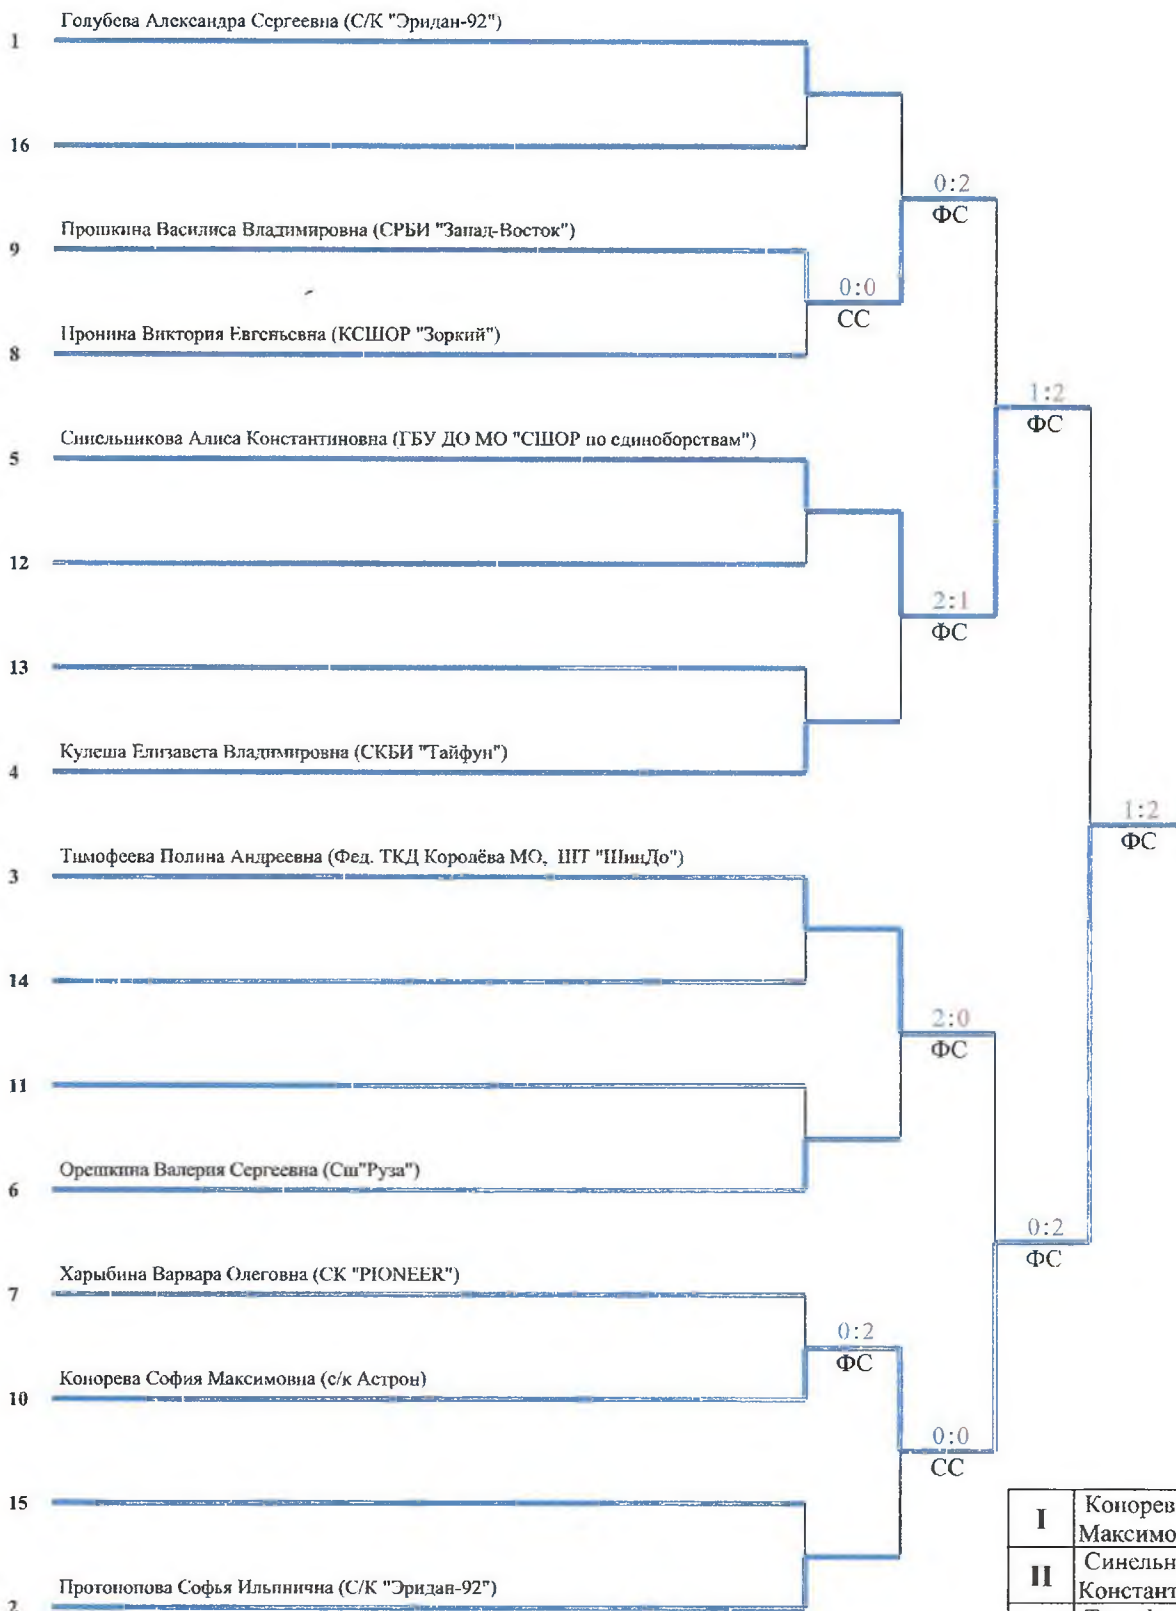 Голубева Александра Сергеевна (С/К "Эридан-92")
1
16
0:2
ФС
Прошкина Василиса Владимировна (СРБИ "Запад-Восток")
9
0:0
СС
Пронина Виктория Евгеньевна (КСШОР "Зоркий")
8
1:2
ФС
Синельникова Алиса Константиновна (ГБУ ДО МО "СШОР по единоборствам")
5
12
2:1
ФС
13
Кулеша Елизавета Владимировна (СКБИ "Тайфун")
4
1:2
ФС
Тимофеева Полина Андреевна (Фед. ТКД Королёва МО, ШТ "ШинДо")
3
14
2:0
ФС
11
Орешкина Валерия Сергеевна (Сш"Руза")
6
0:2
ФС
Харыбина Варвара Олеговна (СК "PIONEER")
7
0:2
ФС
Конорева София Максимовна (с/к Астрон)
10
0:0
СС
15
I Конорев
Максимо
II Синельн
Констант
Протопопова Софья Ильинична (С/К "Эридан-92")
2